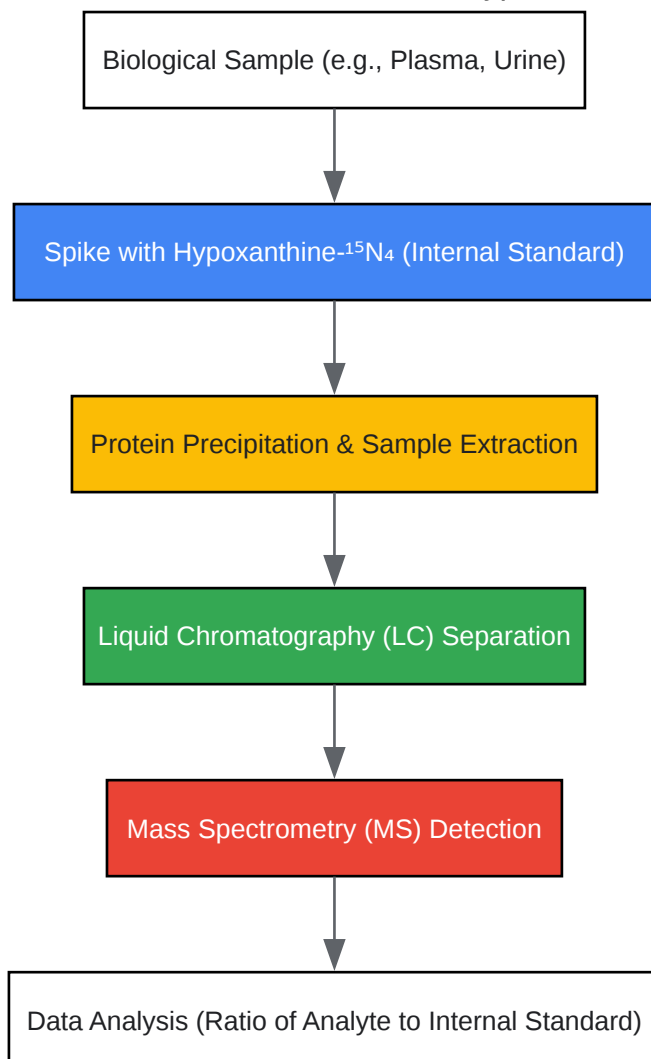 Biological Sample (e.g., Plasma, Urine)
Spike with Hypoxanthine-¹⁵N₄ (Internal Standard)
Protein Precipitation & Sample Extraction
Liquid Chromatography (LC) Separation
Mass Spectrometry (MS) Detection
Data Analysis (Ratio of Analyte to Internal Standard)